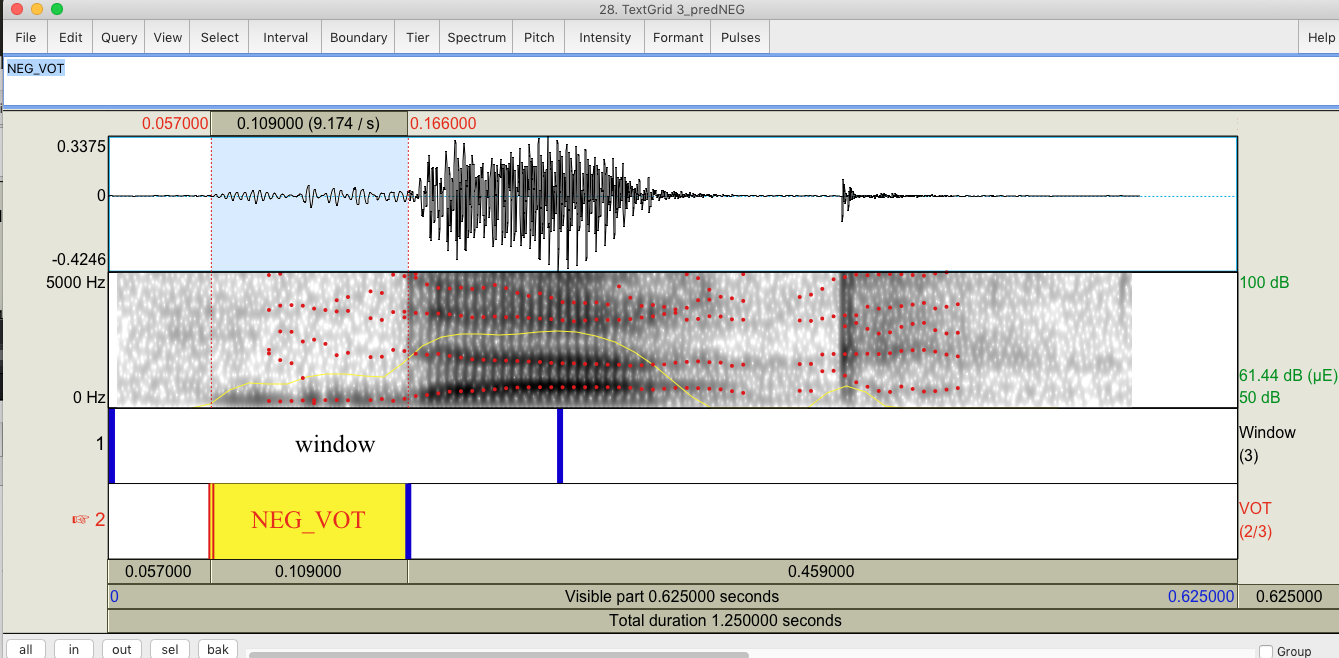 28. TextGrid 3_predNEG
File Edit Query View Select Interval Boundary Tier Spectrum Pitch Intensity Formant Pulses Help
NEG_VOT
0.057000 0.109000 (9.174 / s) 0.166000
0.3375
0
-0.4246
5000 Hz 100 dB
61.44 dB (µE)
0 Hz 50 dB
1 window Window
(3)
☞ 2 NEG_VOT VOT
(2/3)
0.057000 0.109000 0.459000
0 Visible part 0.625000 seconds 0.625000 0.625000
Total duration 1.250000 seconds
all in out sel bak Group